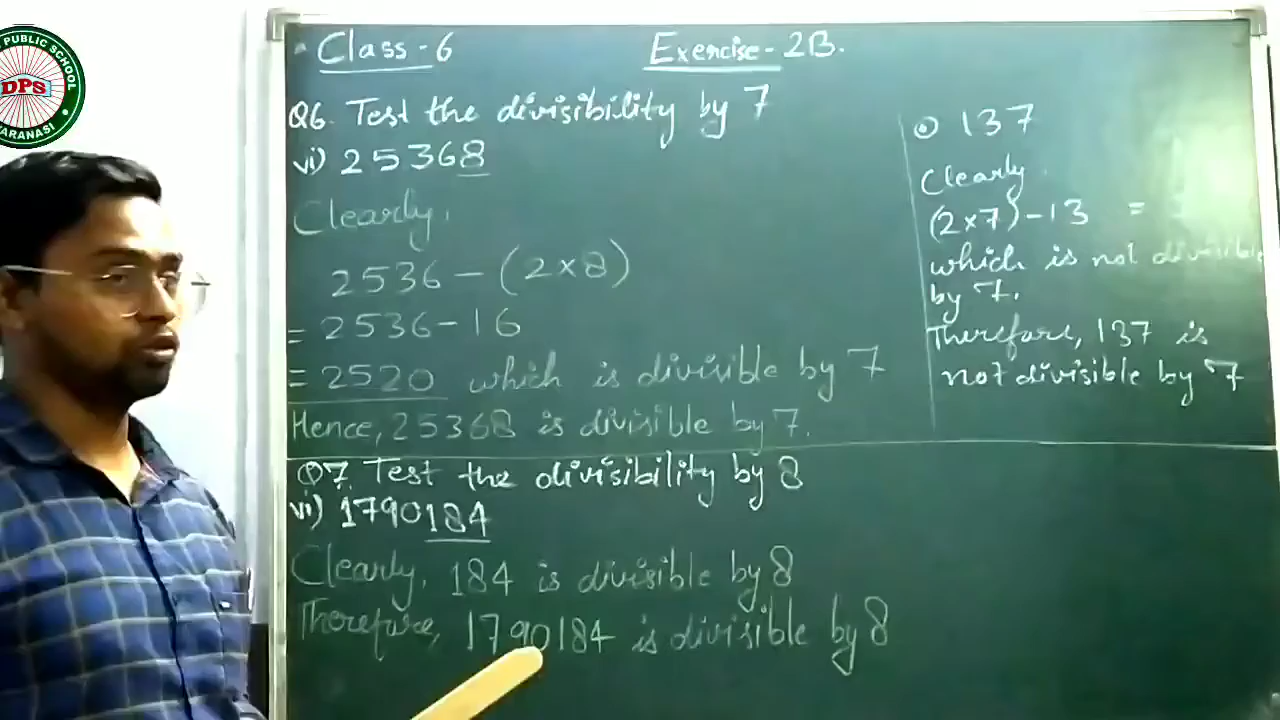 PUBLIC SCHOOL
DPS
VARANASI
Class - 6
Exercise - 2B.
Q6. Test the divisibility by 7
vi) 25368
Clearly,
2536 - (2×8)
= 2536 - 16
= 2520 which is divisible by 7
Hence, 25368 is divisible by 7.
137
Clearly
(2×7) - 13 =
which is not divisible
by 7.
Therefore, 137 is
not divisible by 7
Q7. Test the divisibility by 8
vi) 1790184
Clearly, 184 is divisible by 8
Therefore, 1790184 is divisible by 8